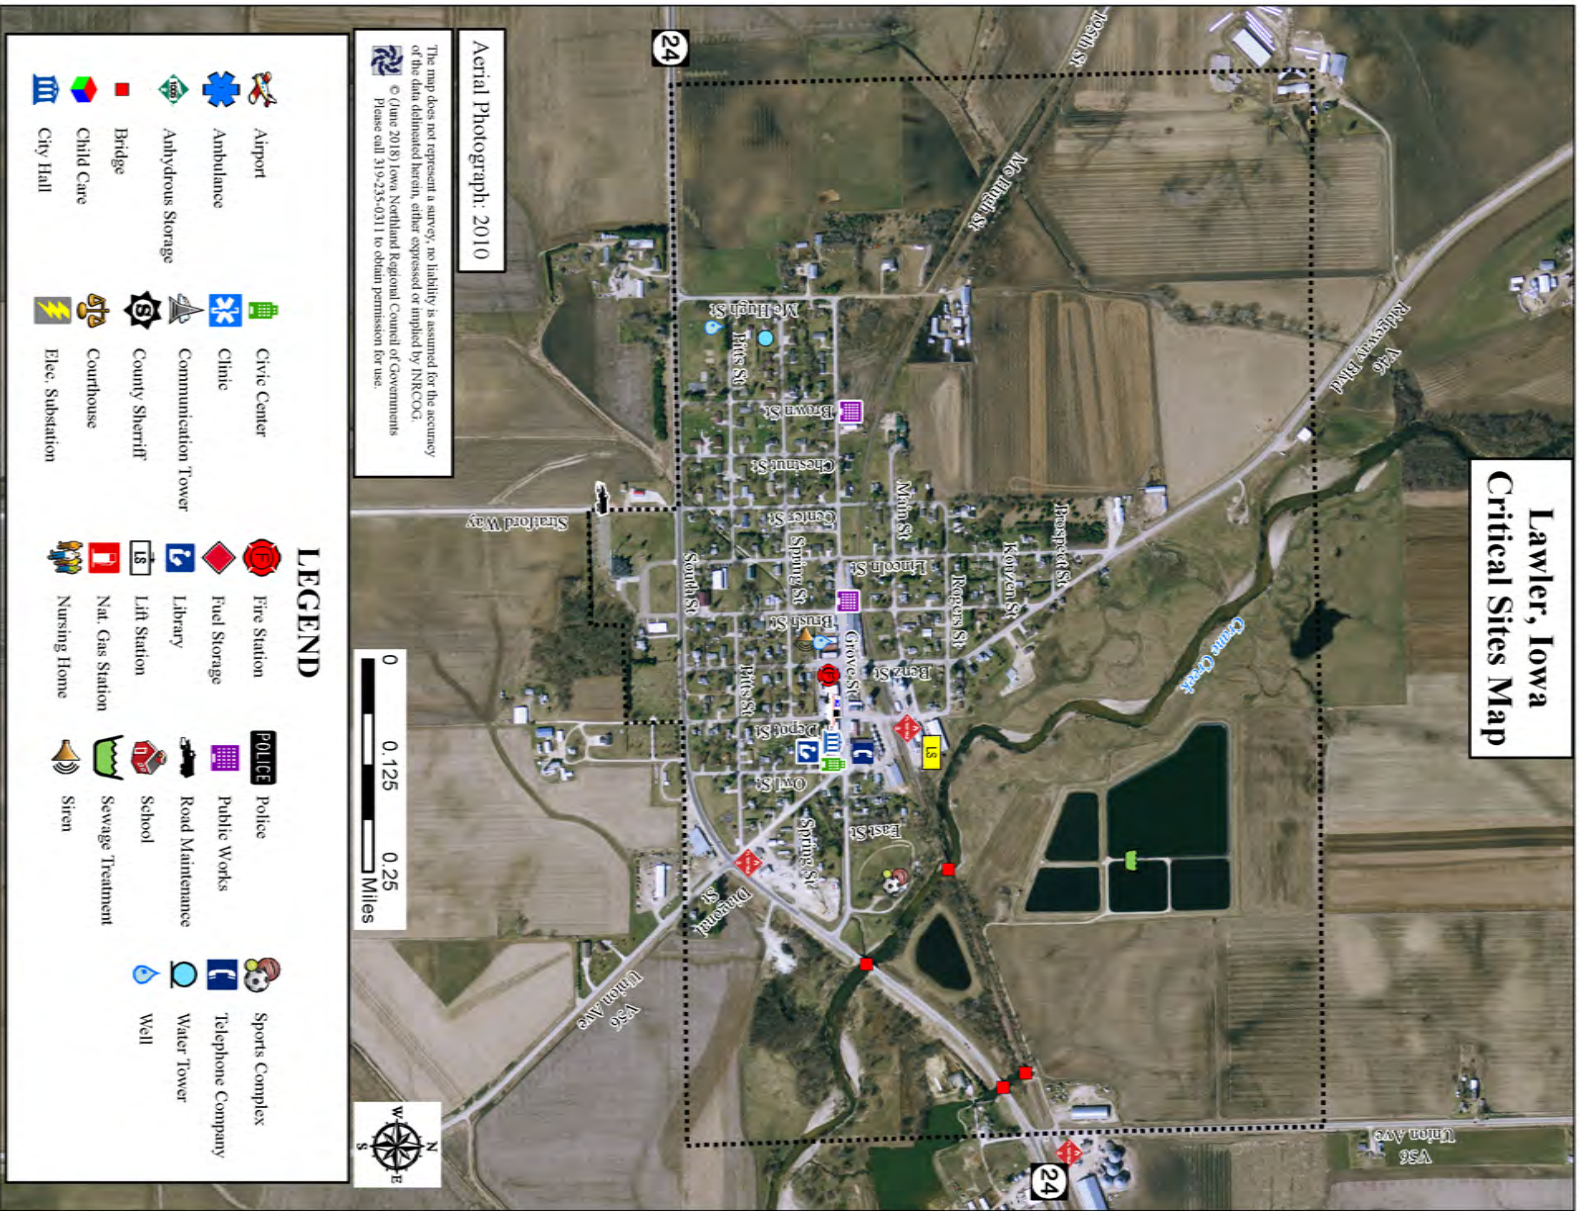 Lawler, Iowa
Critical Sites Map
195th St
Mc Hugh St
Ridgeway Blvd
V56
24
Mc Hugh St
Pitts St
Brown St
Chestnut St
Center St
Main St
Prospect St
Konzen St
Lincoln St
Rogers St
Spring St
South St
Brush St
Grove St
Benz St
Pitts St
Depot St
LS
Owl St
East St
Spring St
Diagonal
St
Stratford Way
Crane Creek
V56
Union Ave
Union Ave
V56
24
Aerial Photograph: 2010
The map does not represent a survey, no liability is assumed for the accuracy
of the data delineated herein, either expressed or implied by INRCOG.
© (June 2018) Iowa Northland Regional Council of Governments
Please call 319-235-0311 to obtain permission for use.
0 0.125 0.25
Miles
N
W E
S
LEGEND
Airport
Ambulance
1005
Anhydrous Storage
Bridge
Child Care
City Hall
Civic Center
Clinic
Communication Tower
S
County Sherriff
Courthouse
Elec. Substation
F
Fire Station
Fuel Storage
Library
LS
Lift Station
Nat. Gas Station
Nursing Home
POLICE
Police
Public Works
Road Maintenance
School
Sewage Treatment
Siren
Sports Complex
Telephone Company
Water Tower
Well